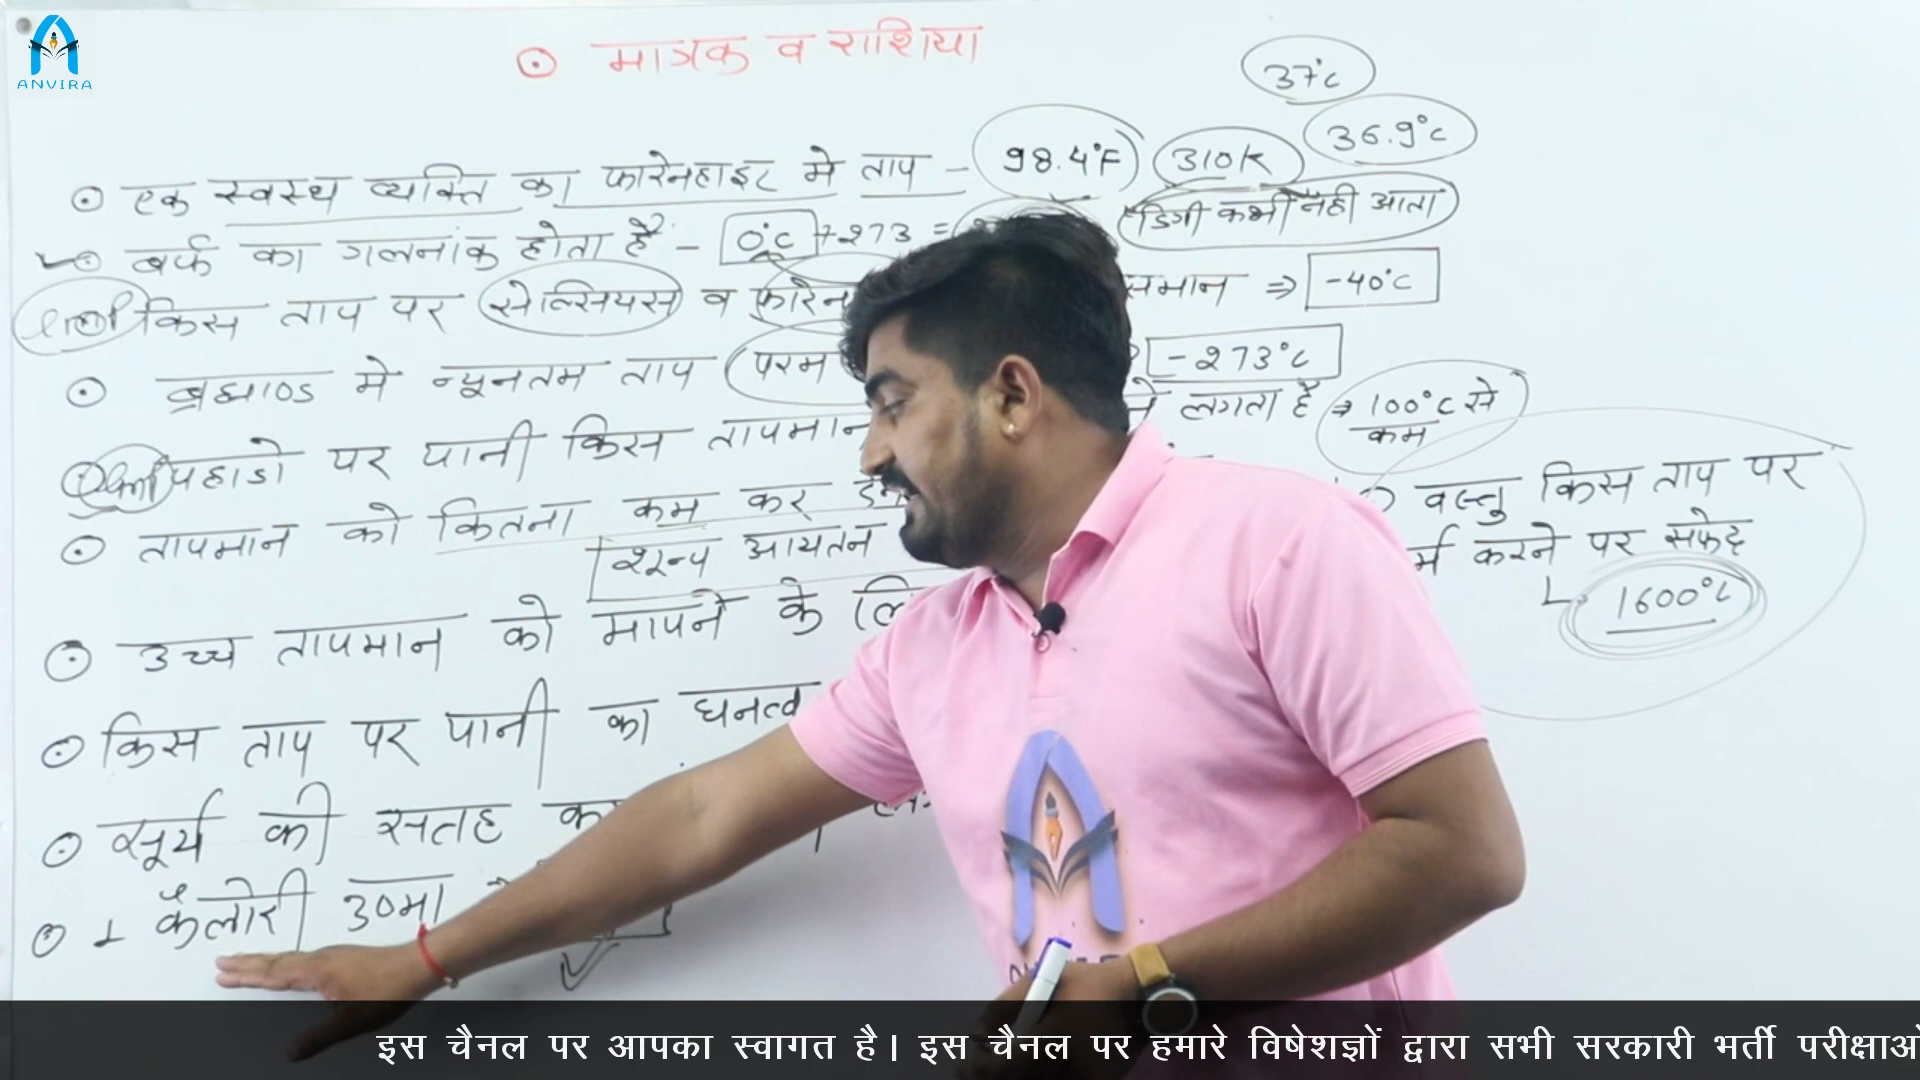 ANVIRA
⊙ मात्रक व राशिया
37°C
36.9°C
⊙ एक स्वस्थ व्यक्ति का फारेनहाइट मे ताप - 98.4°F 310K
डिग्री कभी नही आता
⊙ बर्फ का गलनांक होता है - 0°C + 273 =
किस ताप पर सेल्सियस व फारेन समान ⇒ -40°C
⊙ ब्रह्माण्ड मे न्यूनतम ताप परम -273°C
पहाडो पर पानी किस तापमान लगता है → 100°C से कम
⊙ तापमान को कितना कम कर
शून्य आयतन
वस्तु किस ताप पर
र्म करने पर सफेद
1600°C
⊙ उच्च तापमान को मापने के लि
⊙ किस ताप पर पानी का घनत्व
⊙ सूर्य की सतह का
⊙ 1 कैलोरी उष्मा
इस चैनल पर आपका स्वागत है। इस चैनल पर हमारे विषेशज्ञों द्वारा सभी सरकारी भर्ती परीक्षाओ